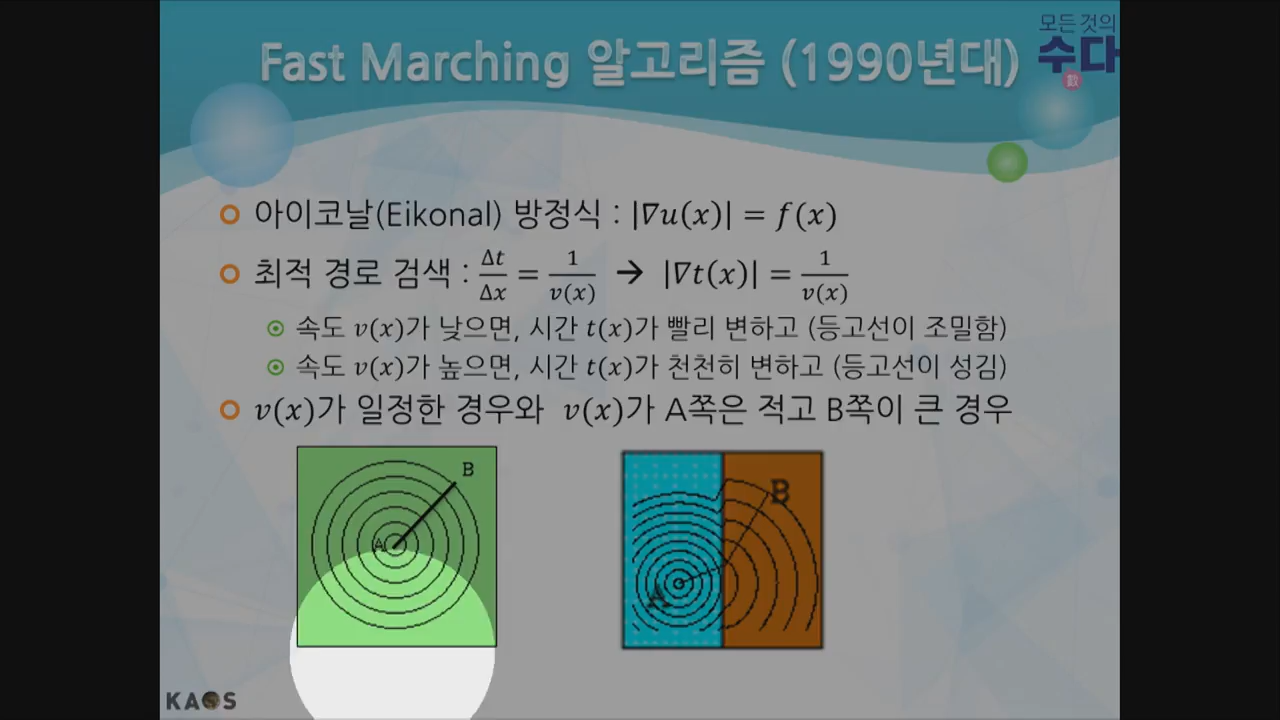 모든 것의
수다
數
Fast Marching 알고리즘 (1990년대)
아이코날(Eikonal) 방정식 : |∇u(x)| = f(x)
최적 경로 검색 : Δt/Δx = 1/v(x) → |∇t(x)| = 1/v(x)
속도 v(x)가 낮으면, 시간 t(x)가 빨리 변하고 (등고선이 조밀함)
속도 v(x)가 높으면, 시간 t(x)가 천천히 변하고 (등고선이 성김)
v(x)가 일정한 경우와 v(x)가 A쪽은 적고 B쪽이 큰 경우
B
A
B
A
KAOS